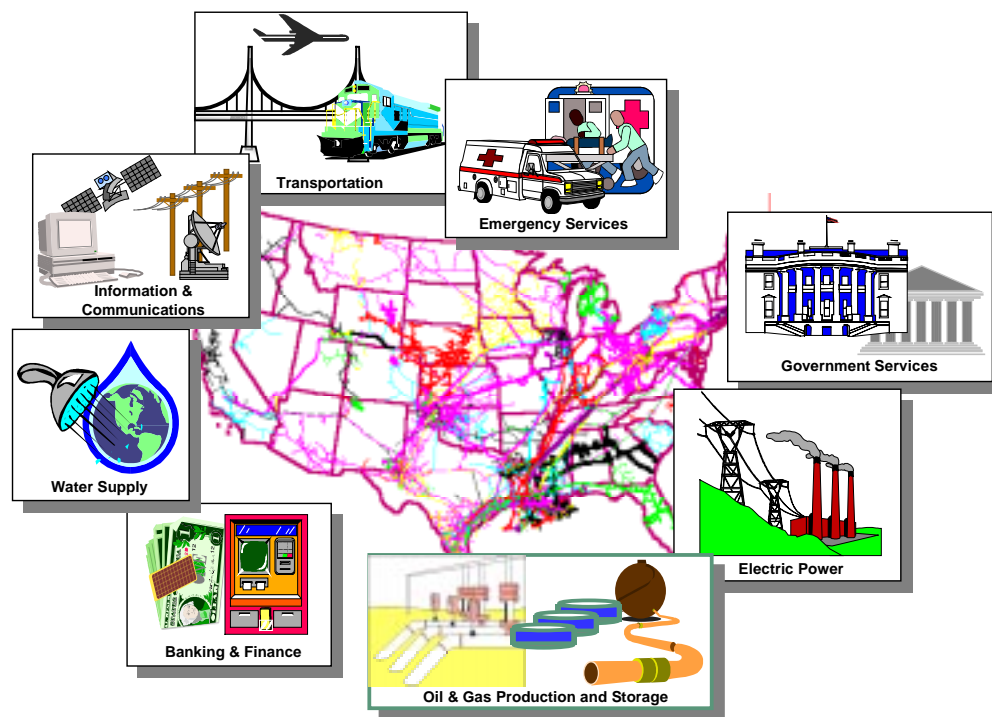 Transportation
Emergency Services
Information &
Communications
Government Services
Water Supply
Electric Power
Banking & Finance
Oil & Gas Production and Storage